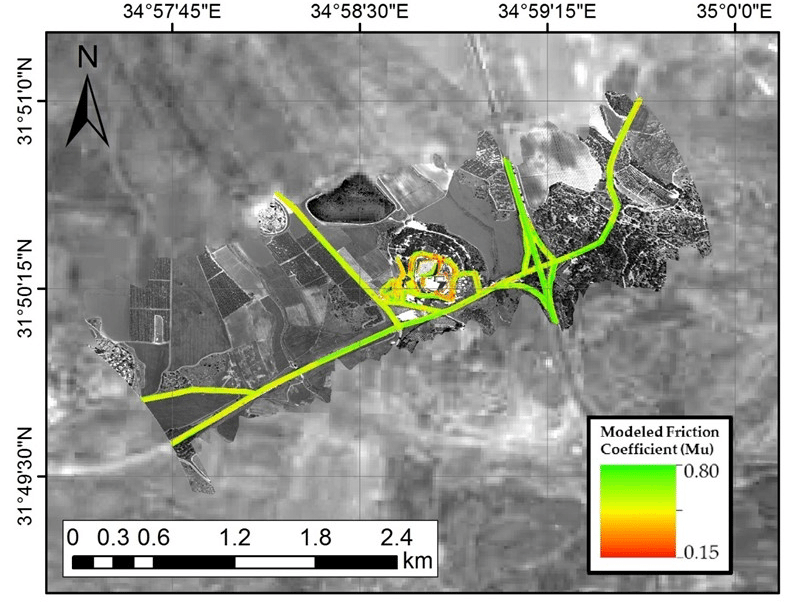 34°57'45"E 34°58'30"E 34°59'15"E 35°0'0"E
N
31°51'0"N
31°50'15"N
31°49'30"N
Modeled Friction
Coefficient (Mu)
0.80
0.15
0 0.3 0.6 1.2 1.8 2.4
km